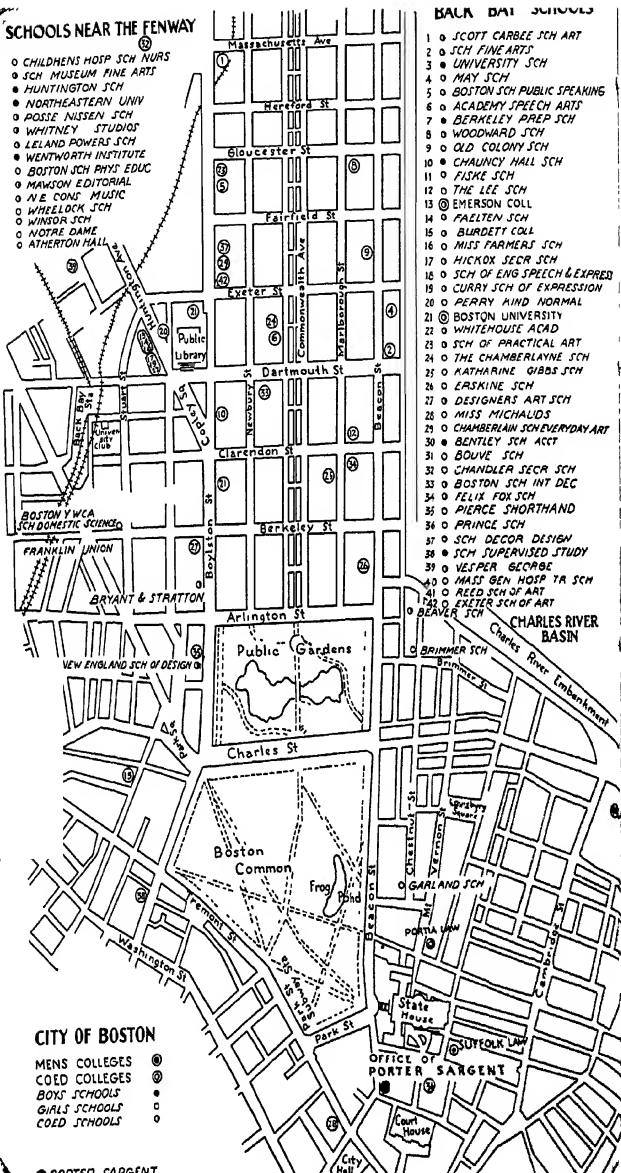 SCHOOLS NEAR THE FENWAY
CHILDRENS HOSP SCH NURS
SCH MUSEUM FINE ARTS
HUNTINGTON SCH
NORTHEASTERN UNIV
POSSE NISSEN SCH
WHITNEY STUDIOS
LELAND POWERS SCH
WENTWORTH INSTITUTE
BOSTON SCH PHYS EDUC
MAWSON EDITORIAL
N E CONS MUSIC
WHEELOCK SCH
WINSOR SCH
NOTRE DAME
ATHERTON HALL
BACK BAY SCHOOLS
1 SCOTT CARBEE SCH ART
2 SCH FINE ARTS
3 UNIVERSITY SCH
4 MAY SCH
5 BOSTON SCH PUBLIC SPEAKING
6 ACADEMY SPEECH ARTS
7 BERKELEY PREP SCH
8 WOODWARD SCH
9 OLD COLONY SCH
10 CHAUNCY HALL SCH
11 FISKE SCH
12 THE LEE SCH
13 EMERSON COLL
14 FAELTEN SCH
15 BURDETT COLL
16 MISS FARMERS SCH
17 HICKOX SECR SCH
18 SCH OF ENG SPEECH & EXPRES
19 CURRY SCH OF EXPRESSION
20 PERRY KIND NORMAL
21 BOSTON UNIVERSITY
22 WHITEHOUSE ACAD
23 SCH OF PRACTICAL ART
24 THE CHAMBERLAYNE SCH
25 KATHARINE GIBBS SCH
26 ERSKINE SCH
27 DESIGNERS ART SCH
28 MISS MICHAUDS
29 CHAMBERLAIN SCH EVERYDAY ART
30 BENTLEY SCH ACCT
31 BOUVE SCH
32 CHANDLER SECR SCH
33 BOSTON SCH INT DEC
34 FELIX FOX SCH
35 PIERCE SHORTHAND
36 PRINCE SCH
37 SCH DECOR DESIGN
38 SCH SUPERVISED STUDY
39 VESPER GEORGE
40 MASS GEN HOSP TR SCH
41 REED SCH OF ART
42 EXETER SCH OF ART
Massachusetts Ave
Hereford St
Gloucester St
Fairfield St
Exeter St
Dartmouth St
Clarendon St
Berkeley St
Arlington St
Charles St
Commonwealth Ave
Marlborough St
Beacon St
Newbury St
Boylston St
Huntington Ave
Stuart St
Copley Sq
Back Bay Sta
Public Library
University Club
BOSTON YWCA
SCH DOMESTIC SCIENCE
FRANKLIN UNION
BRYANT & STRATTON
NEW ENGLAND SCH OF DESIGN
Park Sq
Public Gardens
BEAVER SCH
BRIMMER SCH
Brimmer St
CHARLES RIVER
BASIN
Charles River Embankment
Boston
Common
Frog Pond
Beacon St
Chestnut St
Mt Vernon St
Louisburg
Square
GARLAND SCH
PORTIA LAW
Cambridge St
Tremont St
Washington St
Park St
Subway Sta
Park St
State
House
SUFFOLK LAW
OFFICE OF
PORTER SARGENT
Court
House
City
Hall
CITY OF BOSTON
MENS COLLEGES
COED COLLEGES
BOYS SCHOOLS
GIRLS SCHOOLS
COED SCHOOLS
PORTER SARGENT